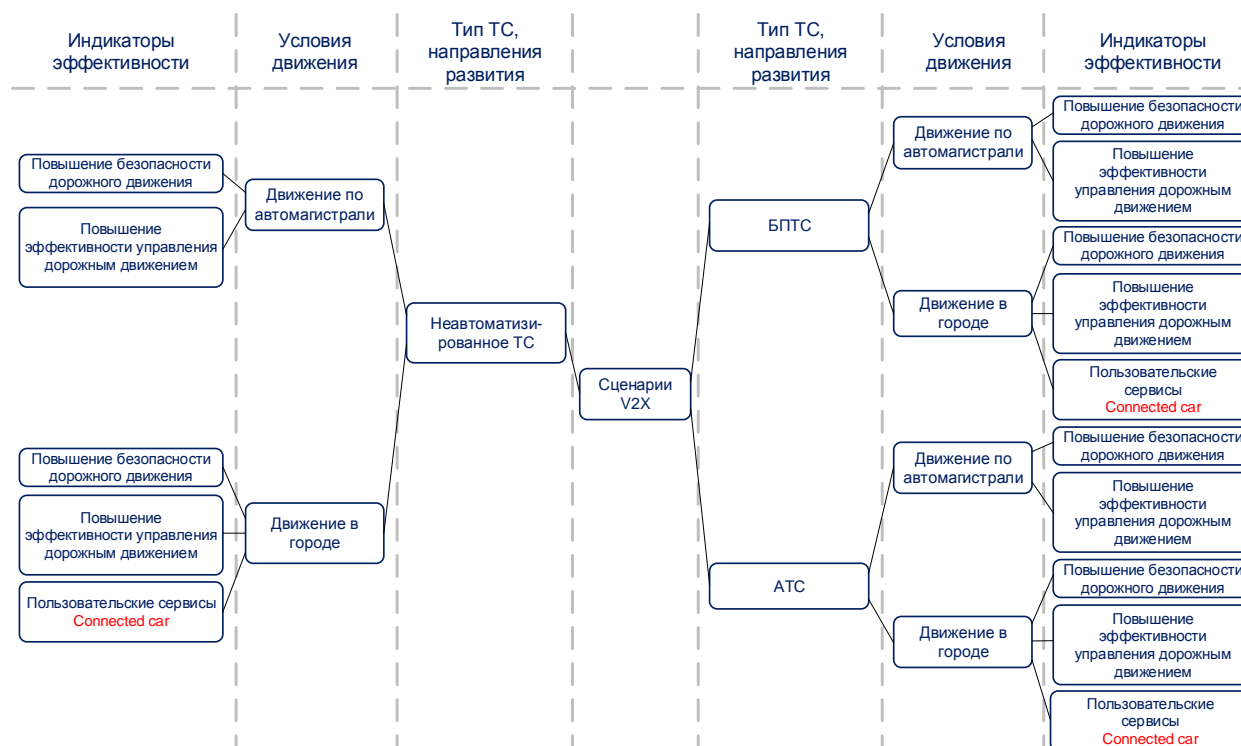 Индикаторы
эффективности
Условия
движения
Тип ТС,
направления
развития
Тип ТС,
направления
развития
Условия
движения
Индикаторы
эффективности
Повышение безопасности
дорожного движения
Повышение
эффективности управления
дорожным движением
Движение по
автомагистрали
Повышение безопасности
дорожного движения
Повышение
эффективности управления
дорожным движением
Пользовательские сервисы
Connected car
Движение в
городе
Неавтоматизи-
рованное ТС
Сценарии
V2X
БПТС
Движение по
автомагистрали
Повышение безопасности
дорожного движения
Повышение
эффективности
управления дорожным
движением
Движение в
городе
Повышение безопасности
дорожного движения
Повышение
эффективности
управления дорожным
движением
Пользовательские
сервисы
Connected car
АТС
Движение по
автомагистрали
Повышение безопасности
дорожного движения
Повышение
эффективности
управления дорожным
движением
Движение в
городе
Повышение безопасности
дорожного движения
Повышение
эффективности
управления дорожным
движением
Пользовательские
сервисы
Connected car